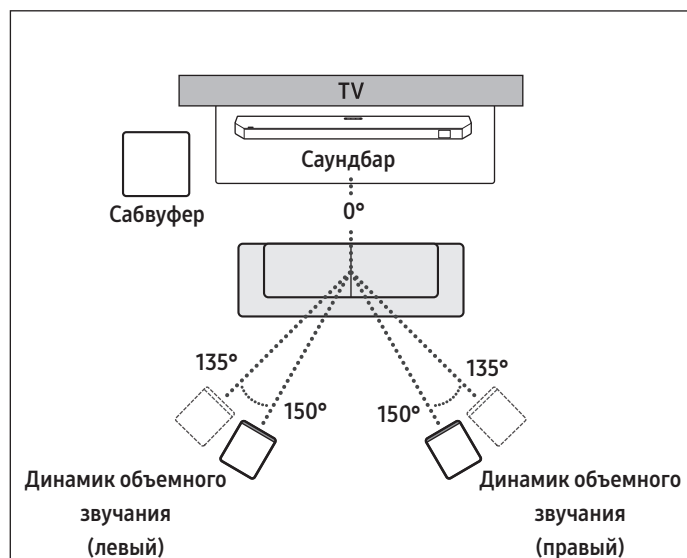 TV
Саундбар
Сабвуфер
0°
135°
135°
150°
150°
Динамик объемного
звучания
(левый)
Динамик объемного
звучания
(правый)